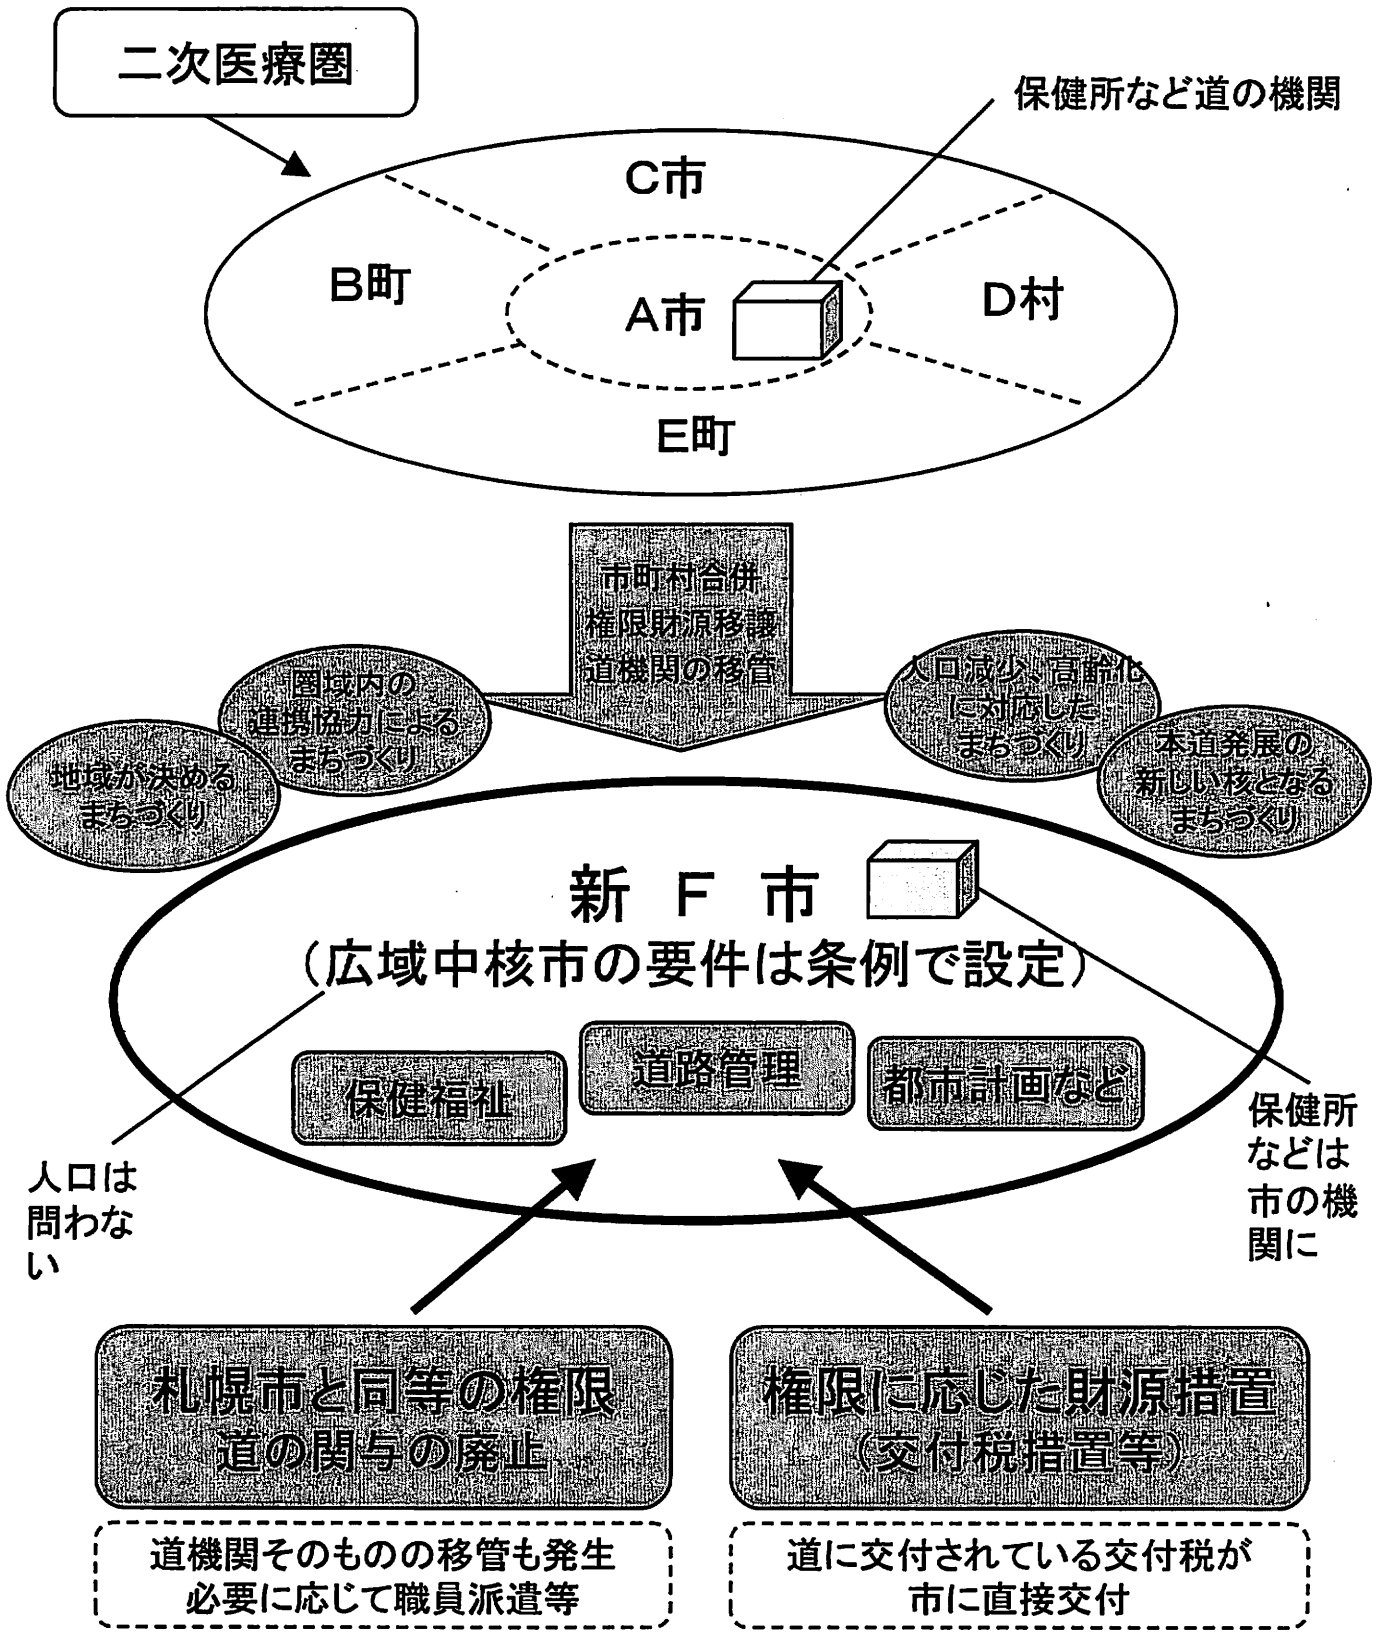 二次医療圏
保健所など道の機関
C市
B町
A市
D村
E町
市町村合併
権限財源移譲
道機関の移管
圏域内の
連携協力による
まちづくり
地域が決める
まちづくり
人口減少、高齢化
に対応した
まちづくり
本道発展の
新しい核となる
まちづくり
新 F 市
（広域中核市の要件は条例で設定）
保健福祉
道路管理
都市計画など
人口は
問わな
い
保健所
などは
市の機
関に
札幌市と同等の権限
道の関与の廃止
権限に応じた財源措置
（交付税措置等）
道機関そのものの移管も発生
必要に応じて職員派遣等
道に交付されている交付税が
市に直接交付